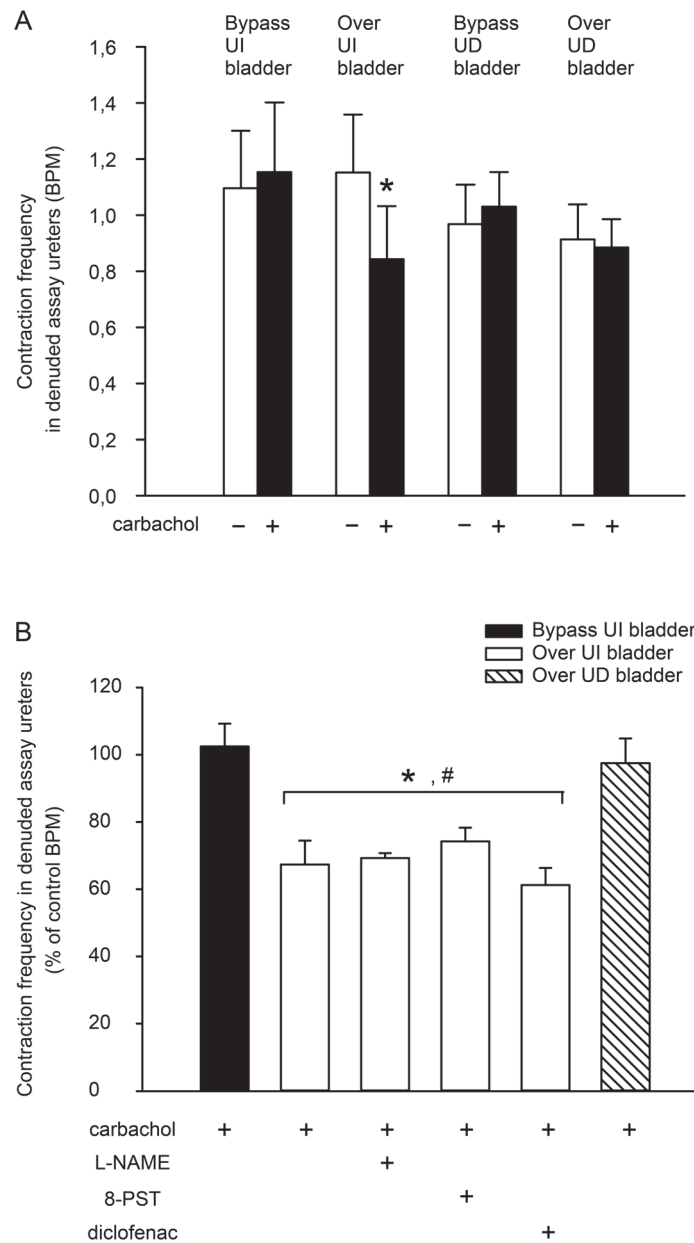 A
Bypass UI bladder
Over UI bladder
Bypass UD bladder
Over UD bladder
Contraction frequency
in denuded assay ureters (BPM)
1,6
1,4
1,2
1,0
0,8
0,6
0,4
0,2
0,0
*
carbachol – + – + – + – +
B
Bypass UI bladder
Over UI bladder
Over UD bladder
Contraction frequency in denuded assay ureters
(% of control BPM)
120
100
80
60
40
20
0
* , #
carbachol + + + + + +
L-NAME +
8-PST +
diclofenac +